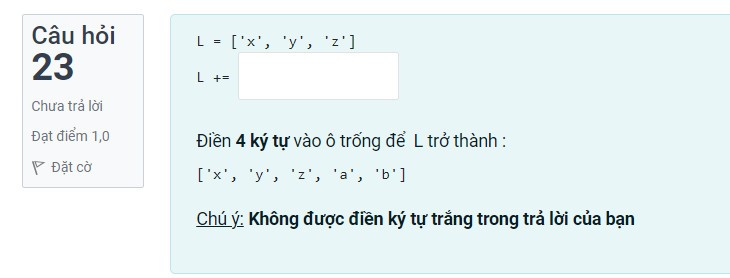 Câu hỏi
23
Chưa trả lời
Đạt điểm 1,0
Đặt cờ
L = ['x', 'y', 'z']
L +=
Điền 4 ký tự vào ô trống để L trở thành :
['x', 'y', 'z', 'a', 'b']
Chú ý: Không được điền ký tự trắng trong trả lời của bạn